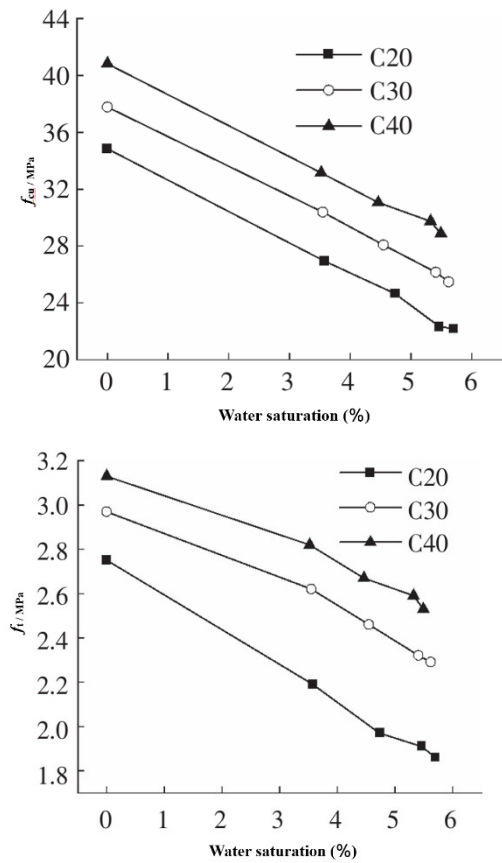 44
40
36
32
28
24
20
C20
C30
C40
f_cu / MPa
0 1 2 3 4 5 6
Water saturation (%)
3.2
3.0
2.8
2.6
2.4
2.2
2.0
1.8
C20
C30
C40
f_t / MPa
0 1 2 3 4 5 6
Water saturation (%)